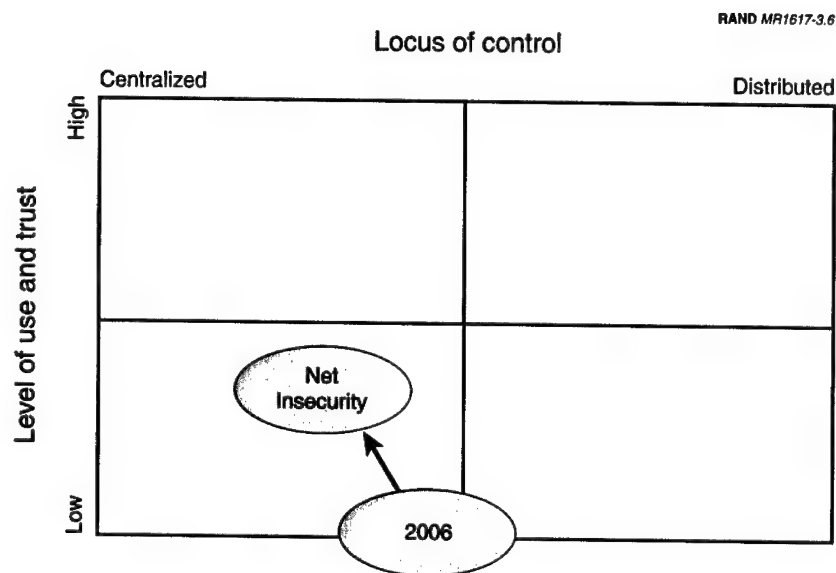 RAND MR1617-3.6
Locus of control
Centralized
Distributed
High
Level of use and trust
Net
Insecurity
Low
2006